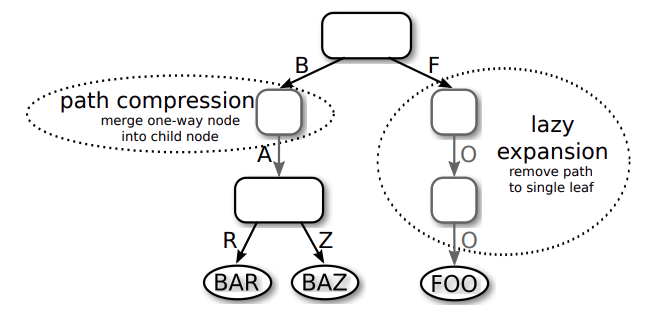 B
F
path compression
merge one-way node
into child node
lazy
expansion
remove path
to single leaf
A
O
R
Z
O
BAR
BAZ
FOO